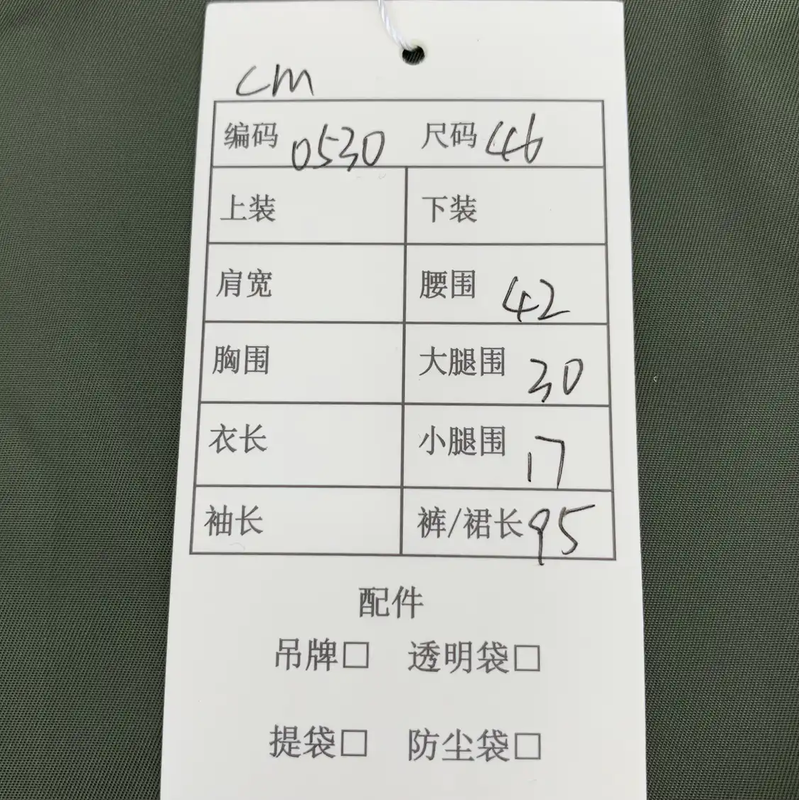 cm
编码 0530 尺码 46
上装 下装
肩宽 腰围 42
胸围 大腿围 30
衣长 小腿围 17
袖长 裤/裙长 95
配件
吊牌□ 透明袋□
提袋□ 防尘袋□